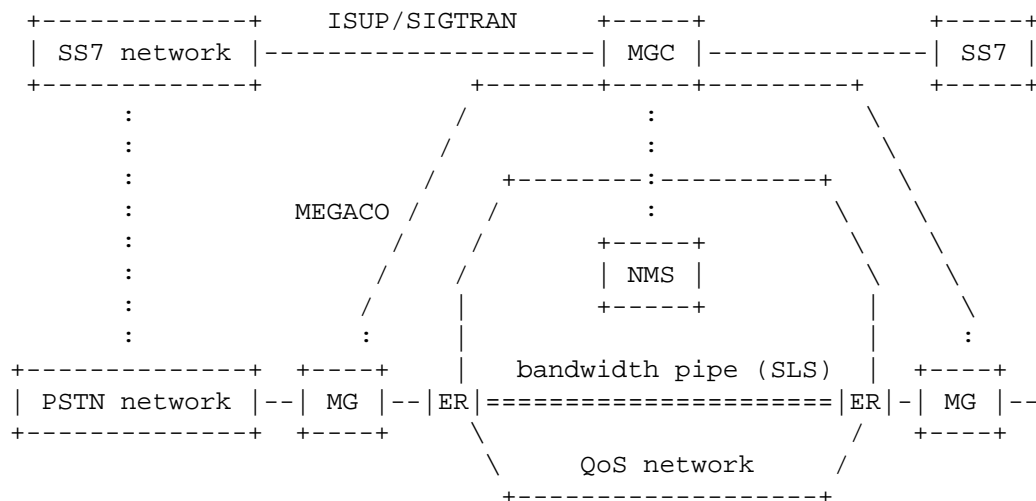 ISUP/SIGTRAN
SS7 network MGC SS7
MEGACO
NMS
bandwidth pipe (SLS)
PSTN network MG ER ER MG
QoS network